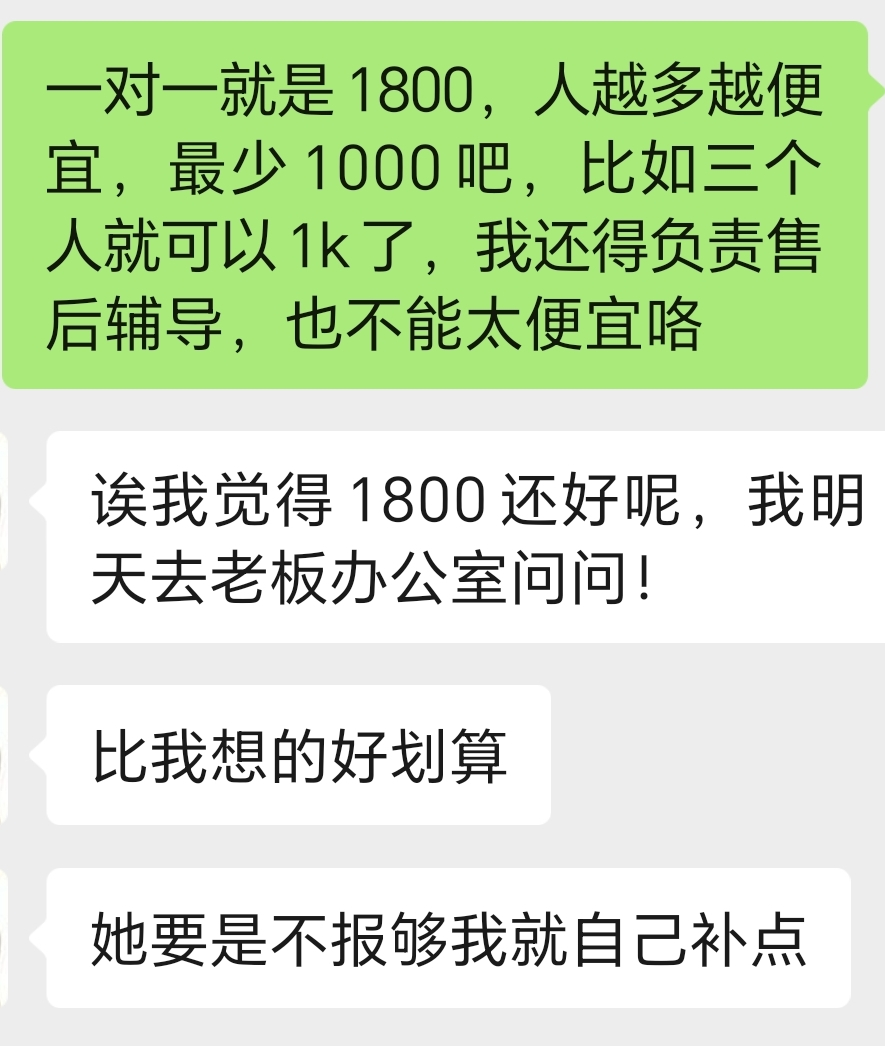 一对一就是 1800，人越多越便
宜，最少 1000 吧，比如三个
人就可以 1k 了，我还得负责售
后辅导，也不能太便宜咯
诶我觉得 1800 还好呢，我明
天去老板办公室问问！
比我想的好划算
她要是不报够我就自己补点